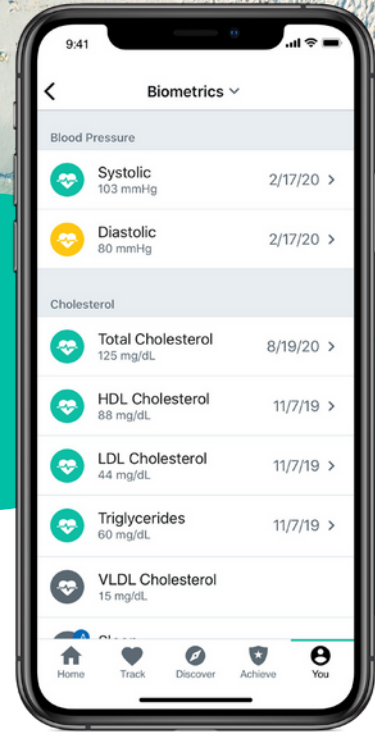 9:41
Biometrics
Blood Pressure
Systolic
103 mmHg
2/17/20
Diastolic
80 mmHg
2/17/20
Cholesterol
Total Cholesterol
125 mg/dL
8/19/20
HDL Cholesterol
88 mg/dL
11/7/19
LDL Cholesterol
44 mg/dL
11/7/19
Triglycerides
60 mg/dL
11/7/19
VLDL Cholesterol
15 mg/dL
Home
Track
Discover
Achieve
You